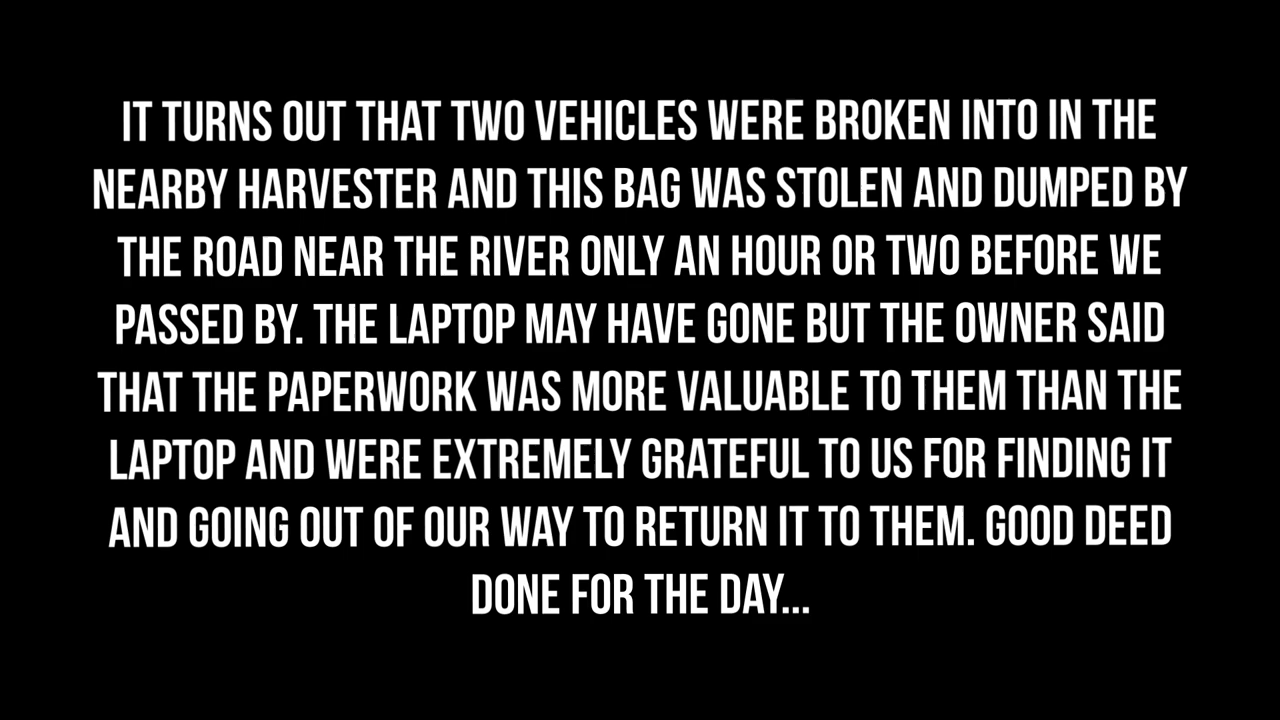 IT TURNS OUT THAT TWO VEHICLES WERE BROKEN INTO IN THE
NEARBY HARVESTER AND THIS BAG WAS STOLEN AND DUMPED BY
THE ROAD NEAR THE RIVER ONLY AN HOUR OR TWO BEFORE WE
PASSED BY. THE LAPTOP MAY HAVE GONE BUT THE OWNER SAID
THAT THE PAPERWORK WAS MORE VALUABLE TO THEM THAN THE
LAPTOP AND WERE EXTREMELY GRATEFUL TO US FOR FINDING IT
AND GOING OUT OF OUR WAY TO RETURN IT TO THEM. GOOD DEED
DONE FOR THE DAY...